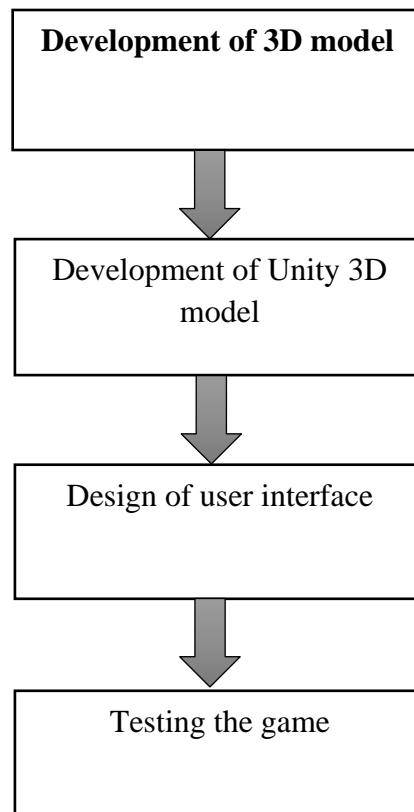 Development of 3D model
Development of Unity 3D
model
Design of user interface
Testing the game